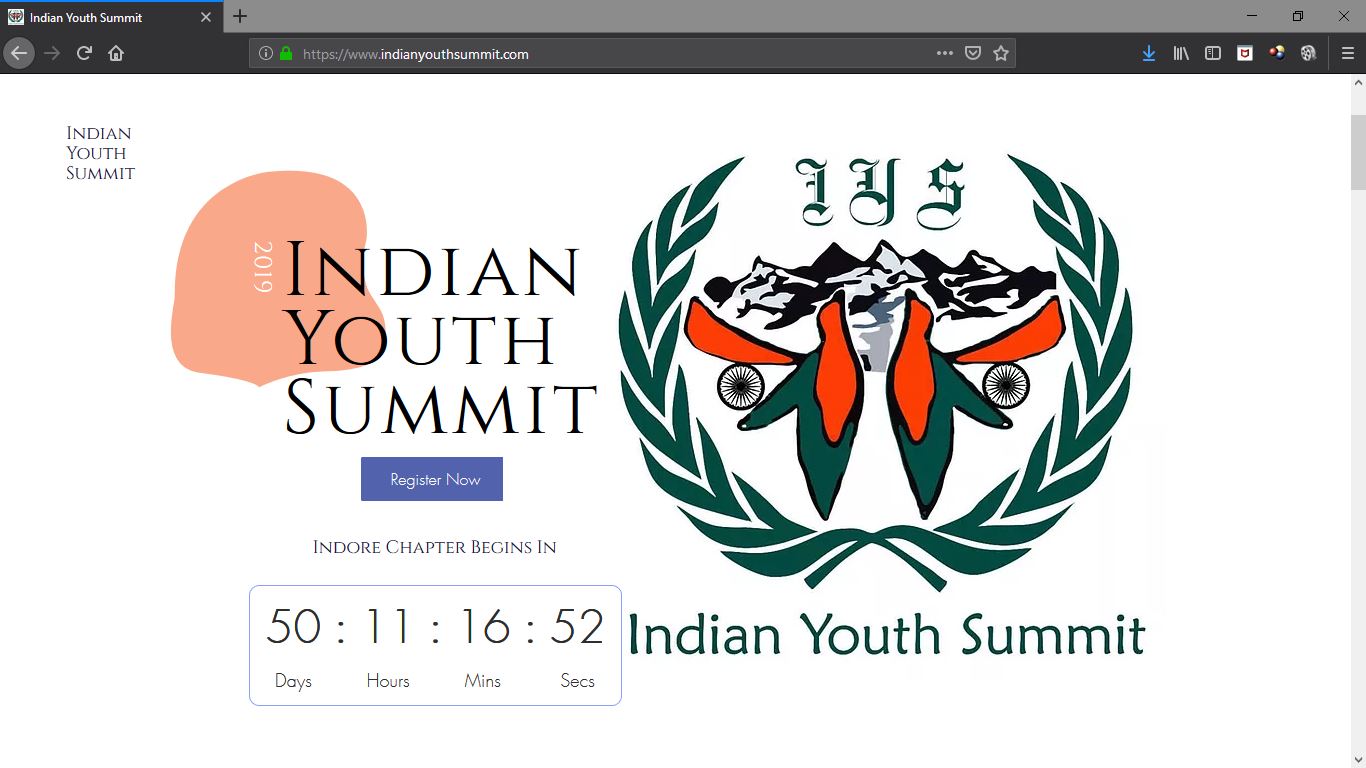 Indian Youth Summit
https://www.indianyouthsummit.com
Indian
Youth
Summit
2019
Indian
Youth
Summit
Register Now
Indore Chapter Begins In
50 : 11 : 16 : 52
Days Hours Mins Secs
IYS
Indian Youth Summit